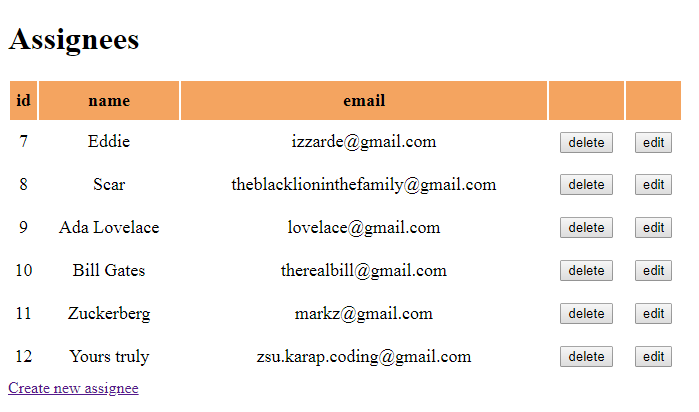 Assignees
id name email
7 Eddie izzarde@gmail.com delete edit
8 Scar theblacklioninthefamily@gmail.com delete edit
9 Ada Lovelace lovelace@gmail.com delete edit
10 Bill Gates therealbill@gmail.com delete edit
11 Zuckerberg markz@gmail.com delete edit
12 Yours truly zsu.karap.coding@gmail.com delete edit
Create new assignee